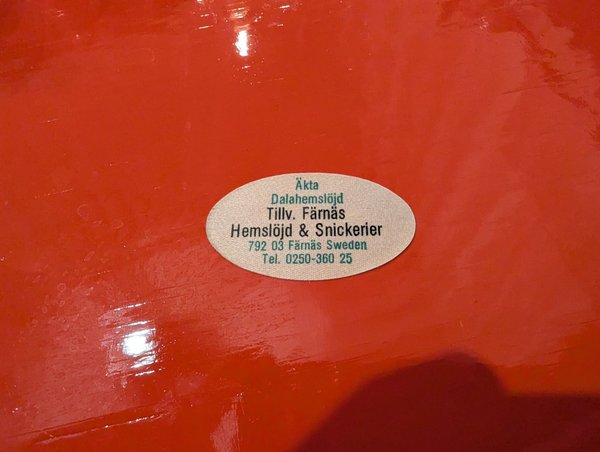 Äkta
Dalahemslöjd
Tillv. Färnäs
Hemslöjd & Snickerier
792 03 Färnäs Sweden
Tel. 0250-360 25